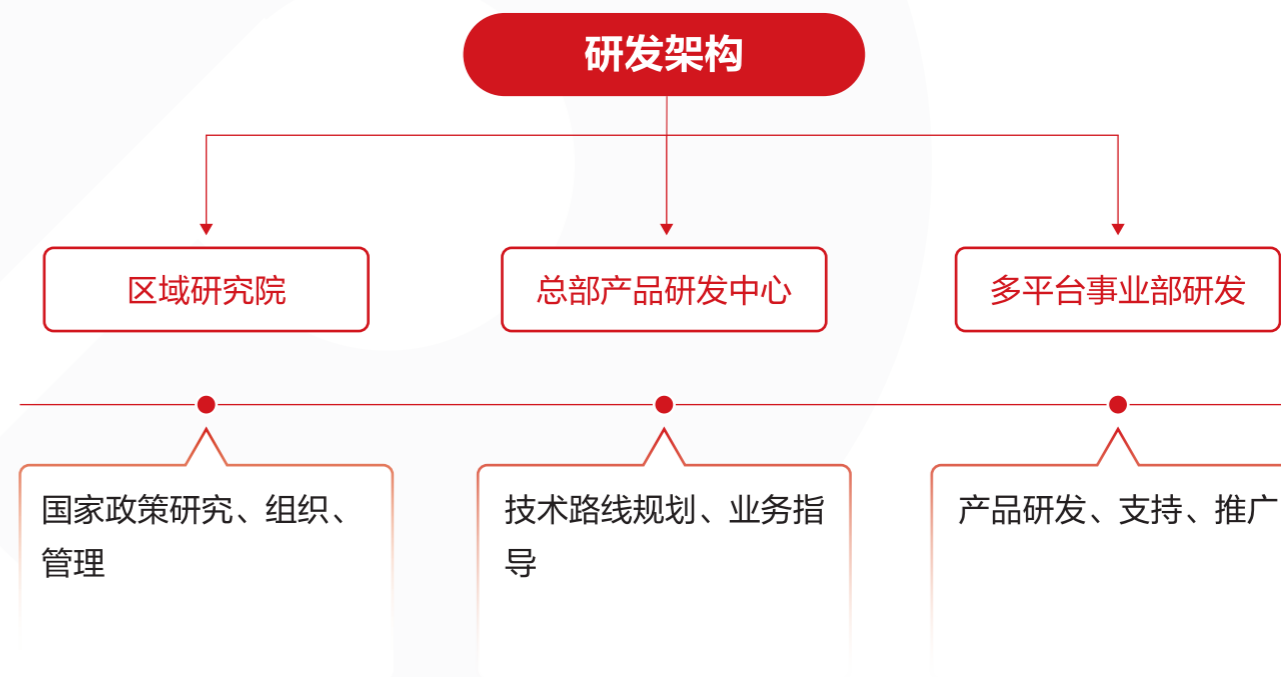 研发架构
区域研究院
总部产品研发中心
多平台事业部研发
国家政策研究、组织、
管理
技术路线规划、业务指
导
产品研发、支持、推广